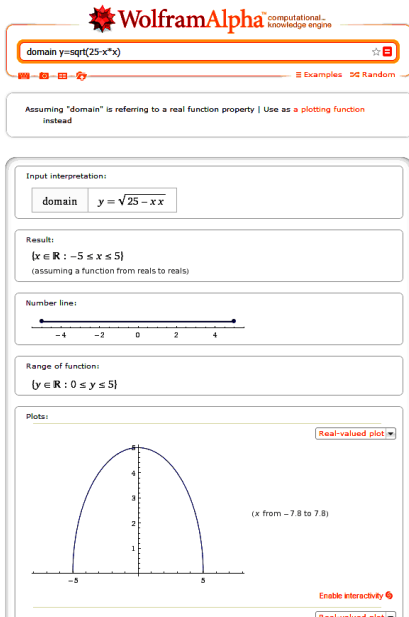 WolframAlpha computational... knowledge engine
domain y=sqrt(25-x*x)
Examples Random
Assuming "domain" is referring to a real function property | Use as a plotting function
instead
Input interpretation:
domain y = √25 − x x
Result:
{x ∈ ℝ : −5 ≤ x ≤ 5}
(assuming a function from reals to reals)
Number line:
−4 −2 0 2 4
Range of function:
{y ∈ ℝ : 0 ≤ y ≤ 5}
Plots:
Real-valued plot
5
4
3
2
1
−5 5
(x from −7.8 to 7.8)
Enable interactivity
Real-valued plot